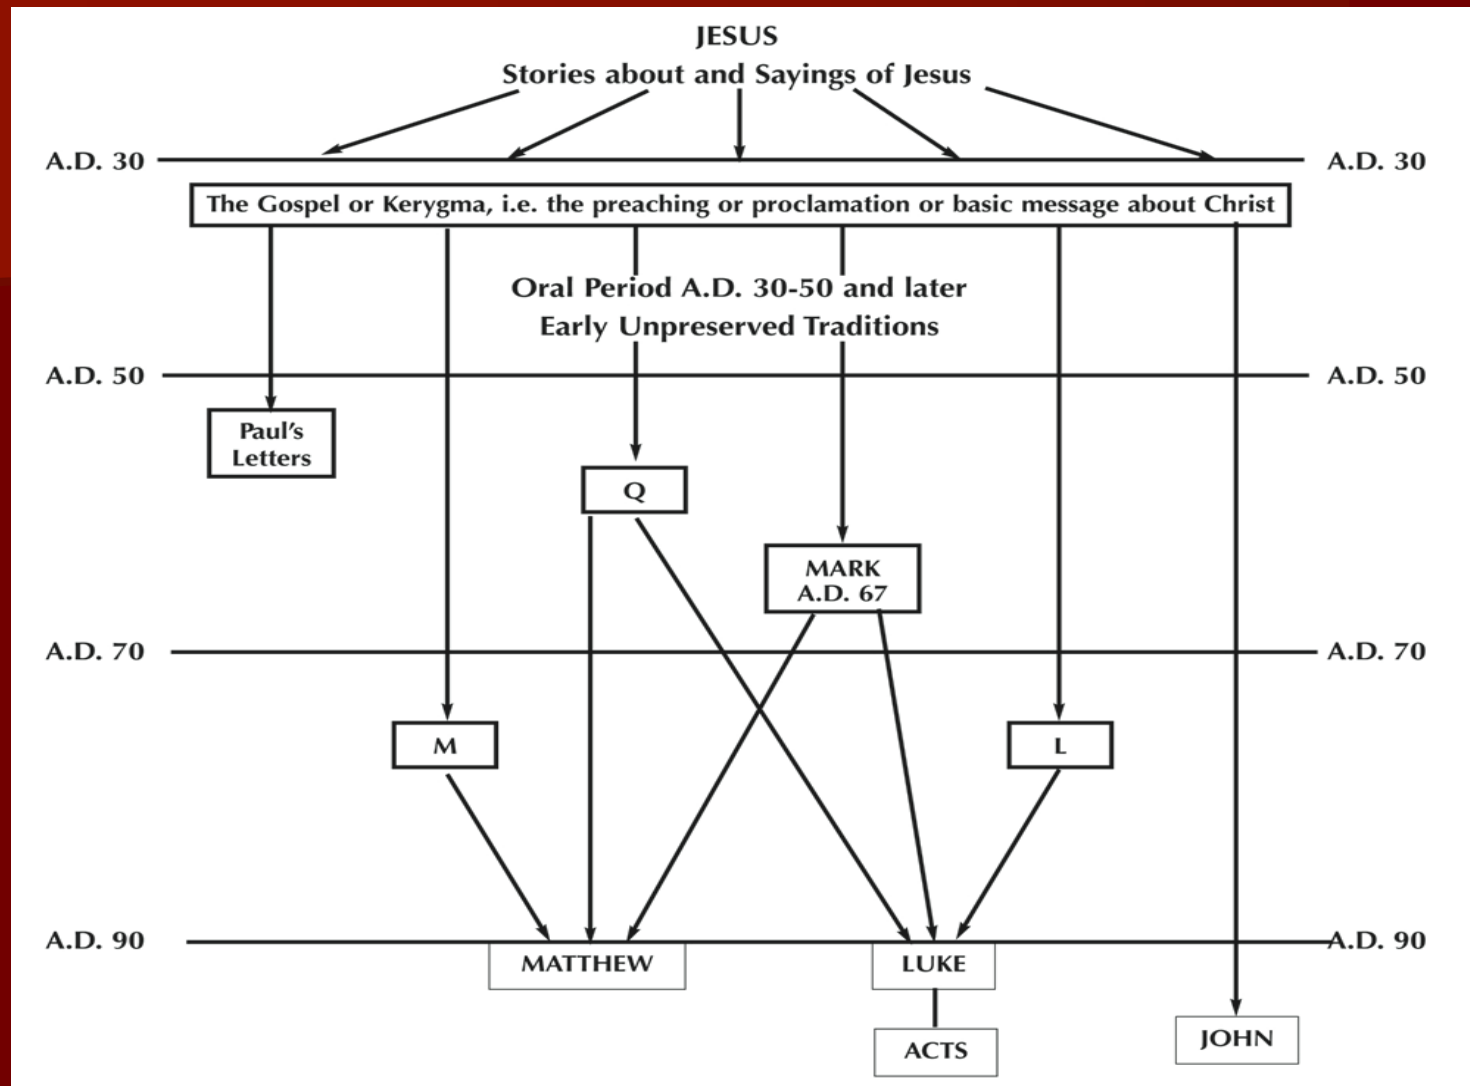 JESUS
Stories about and Sayings of Jesus
A.D. 30
A.D. 30
The Gospel or Kerygma, i.e. the preaching or proclamation or basic message about Christ
Oral Period A.D. 30-50 and later
Early Unpreserved Traditions
A.D. 50
A.D. 50
Paul’s
Letters
Q
MARK
A.D. 67
A.D. 70
A.D. 70
M
L
A.D. 90
A.D. 90
MATTHEW
LUKE
ACTS
JOHN